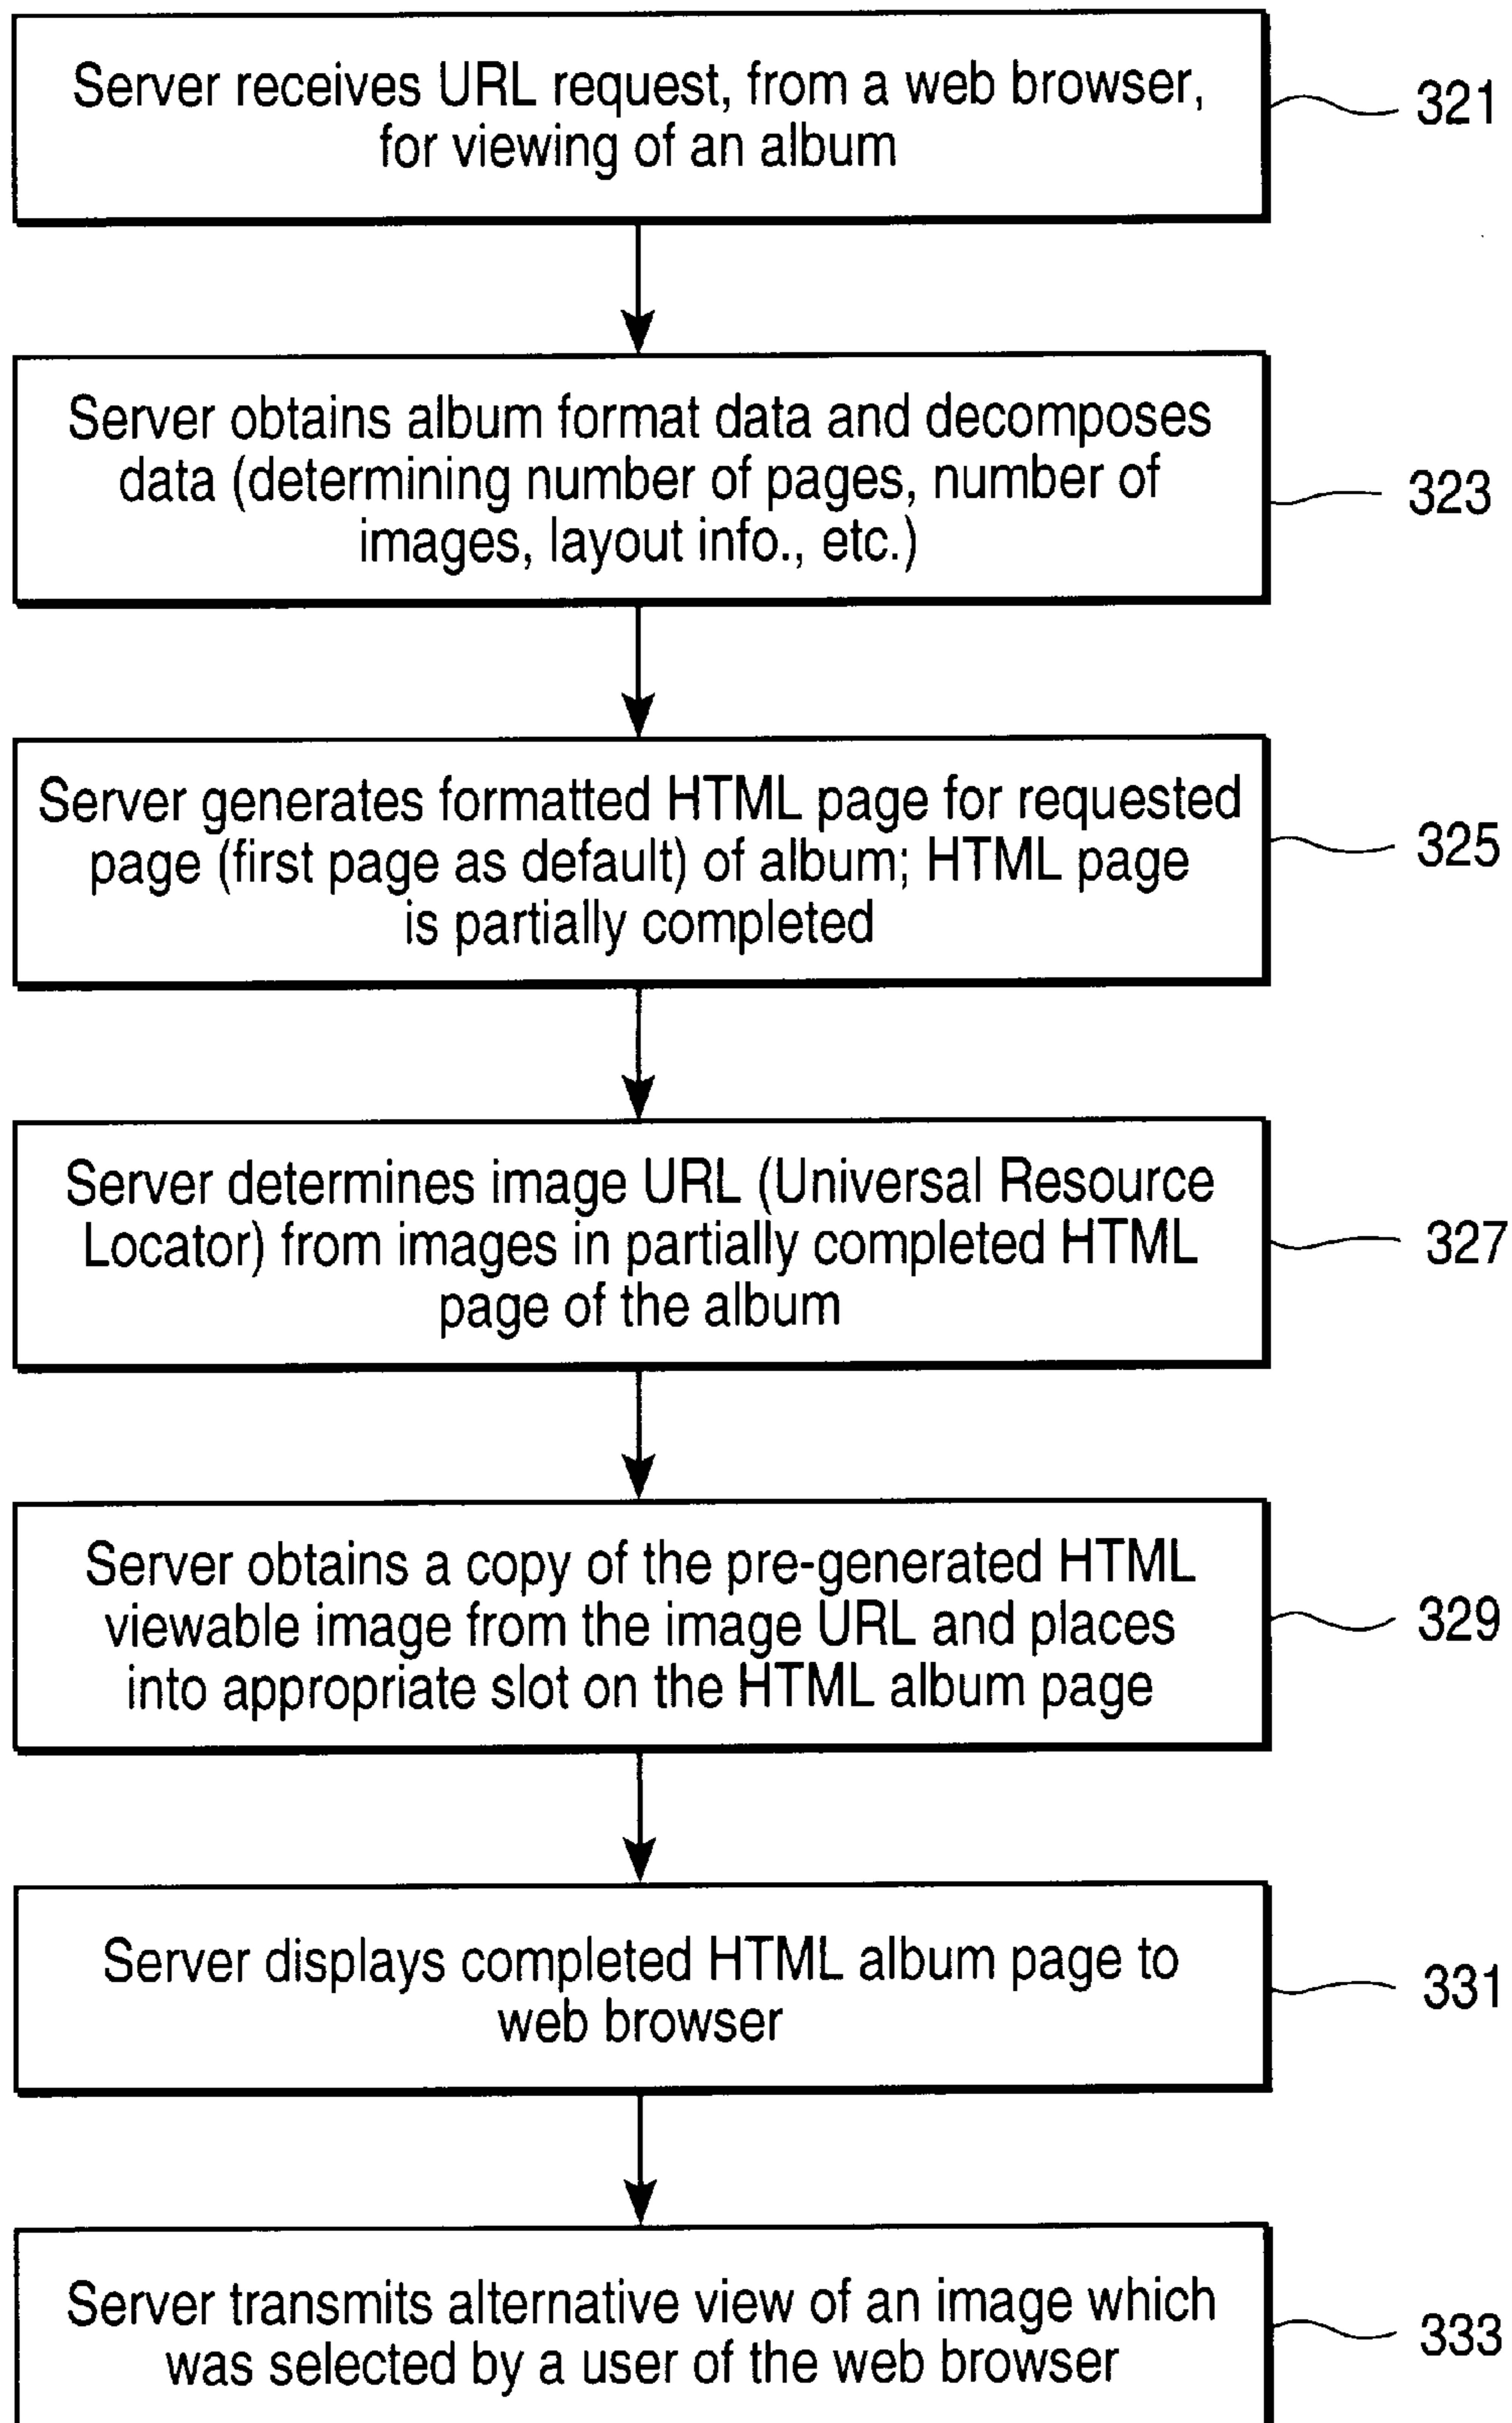 Server receives URL request, from a web browser,
for viewing of an album
321
Server obtains album format data and decomposes
data (determining number of pages, number of
images, layout info., etc.)
323
Server generates formatted HTML page for requested
page (first page as default) of album; HTML page
is partially completed
325
Server determines image URL (Universal Resource
Locator) from images in partially completed HTML
page of the album
327
Server obtains a copy of the pre-generated HTML
viewable image from the image URL and places
into appropriate slot on the HTML album page
329
Server displays completed HTML album page to
web browser
331
Server transmits alternative view of an image which
was selected by a user of the web browser
333